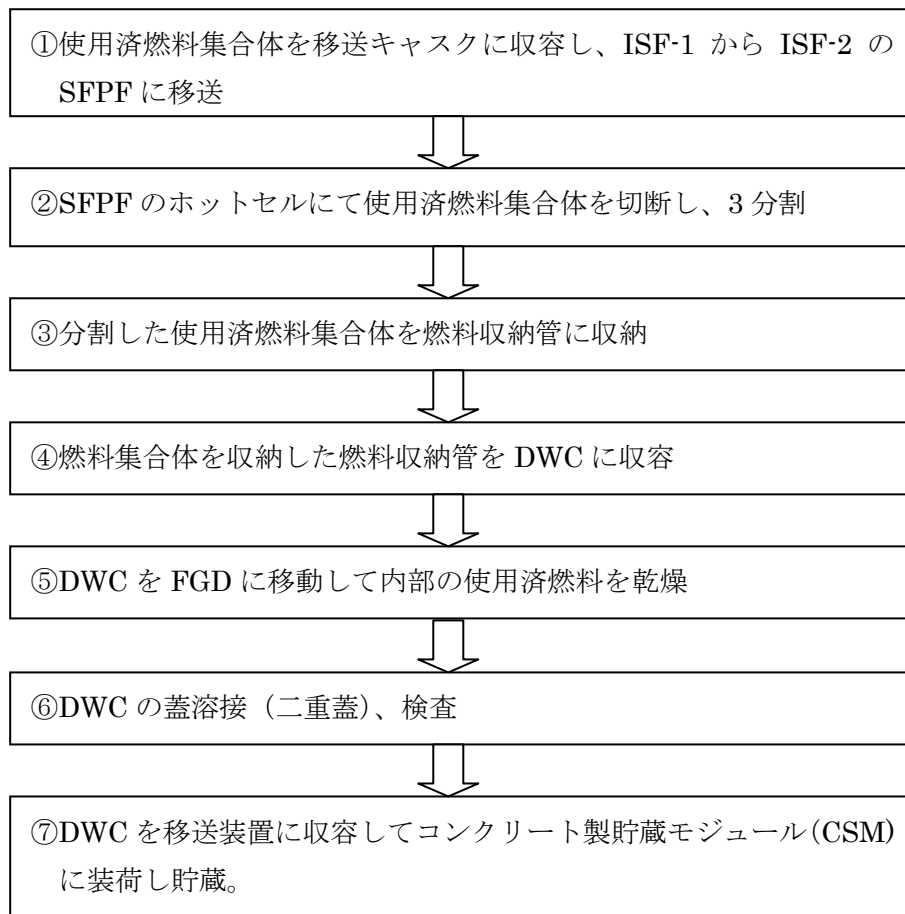 ①使用済燃料集合体を移送キャスクに収容し、ISF-1 から ISF-2 の
SFPF に移送
②SFPF のホットセルにて使用済燃料集合体を切断し、3 分割
③分割した使用済燃料集合体を燃料収納管に収納
④燃料集合体を収納した燃料収納管を DWC に収容
⑤DWC を FGD に移動して内部の使用済燃料を乾燥
⑥DWC の蓋溶接（二重蓋）、検査
⑦DWC を移送装置に収容してコンクリート製貯蔵モジュール(CSM)
に装荷し貯蔵。